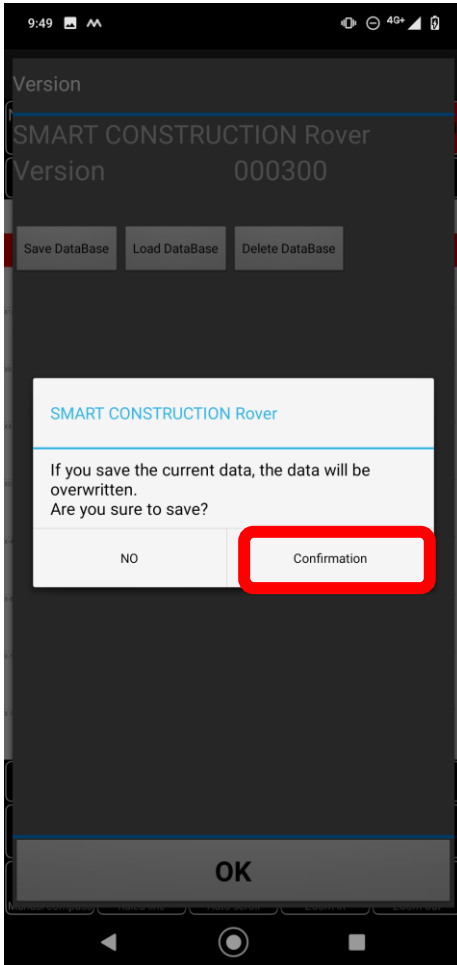 9:49
4G+
Version
SMART CONSTRUCTION Rover
Version 000300
Save DataBase Load DataBase Delete DataBase
SMART CONSTRUCTION Rover
If you save the current data, the data will be
overwritten.
Are you sure to save?
NO Confirmation
OK